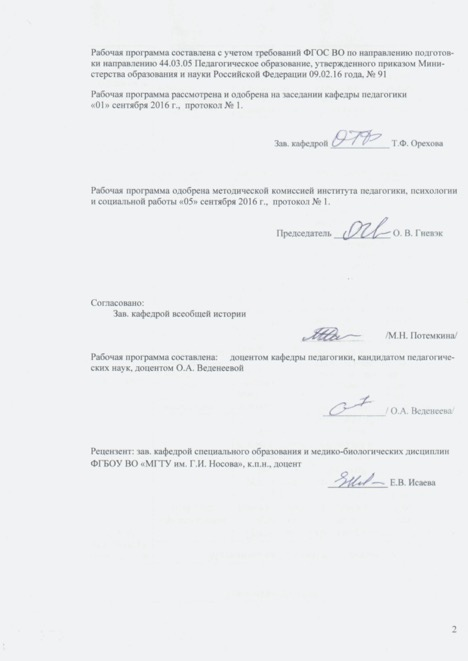 Рабочая программа составлена с учетом требований ФГОС ВО по направлению подготов-
ки направлению 44.03.05 Педагогическое образование, утвержденного приказом Мини-
стерства образования и науки Российской Федерации 09.02.16 года, № 91
Рабочая программа рассмотрена и одобрена на заседании кафедры педагогики
«01» сентября 2016 г., протокол № 1.
Зав. кафедрой Т.Ф. Орехова
Рабочая программа одобрена методической комиссией института педагогики, психологии
и социальной работы «05» сентября 2016 г., протокол № 1.
Председатель О. В. Гневэк
Согласовано:
Зав. кафедрой всеобщей истории
/М.Н. Потемкина/
Рабочая программа составлена: доцентом кафедры педагогики, кандидатом педагогиче-
ских наук, доцентом О.А. Веденеевой
/ О.А. Веденеева/
Рецензент: зав. кафедрой специального образования и медико-биологических дисциплин
ФГБОУ ВО «МГТУ им. Г.И. Носова», к.п.н., доцент
Е.В. Исаева
2